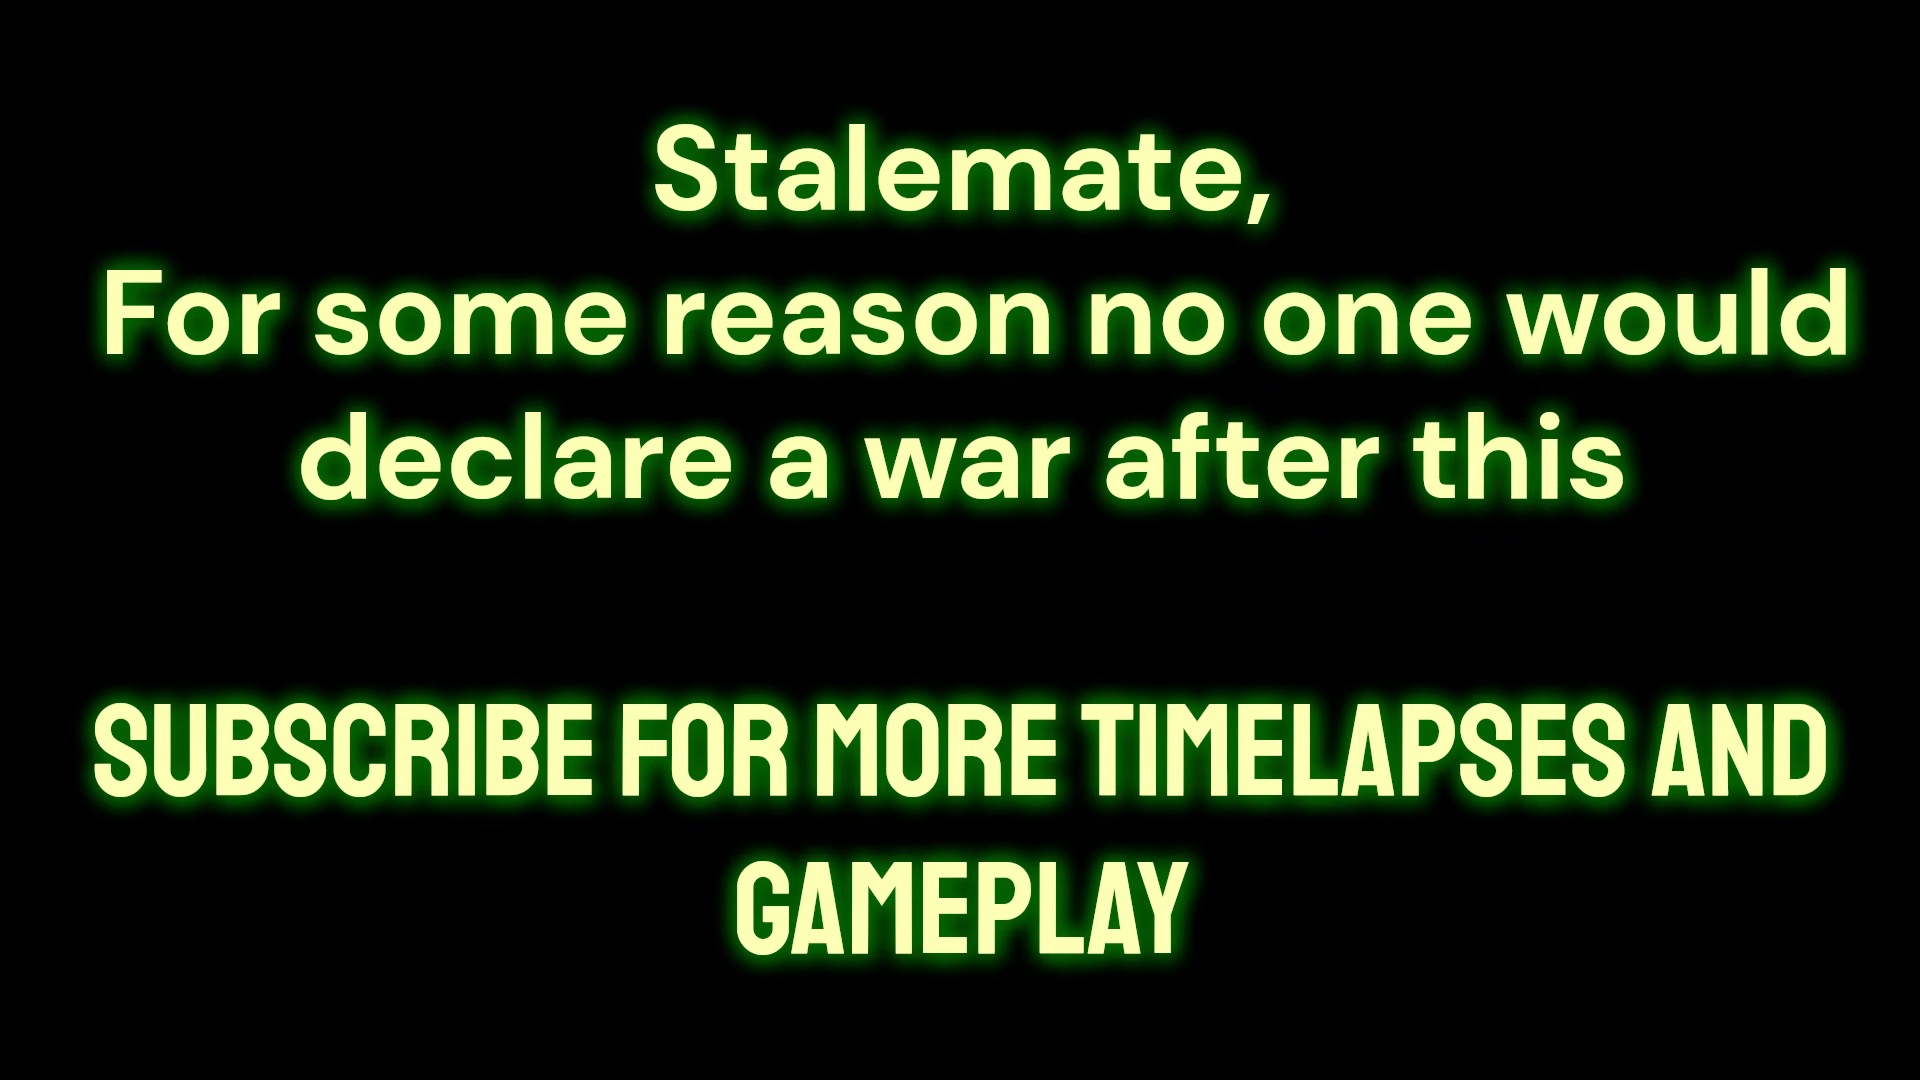 Stalemate,
For some reason no one would
declare a war after this
SUBSCRIBE FOR MORE TIMELAPSES AND
GAMEPLAY